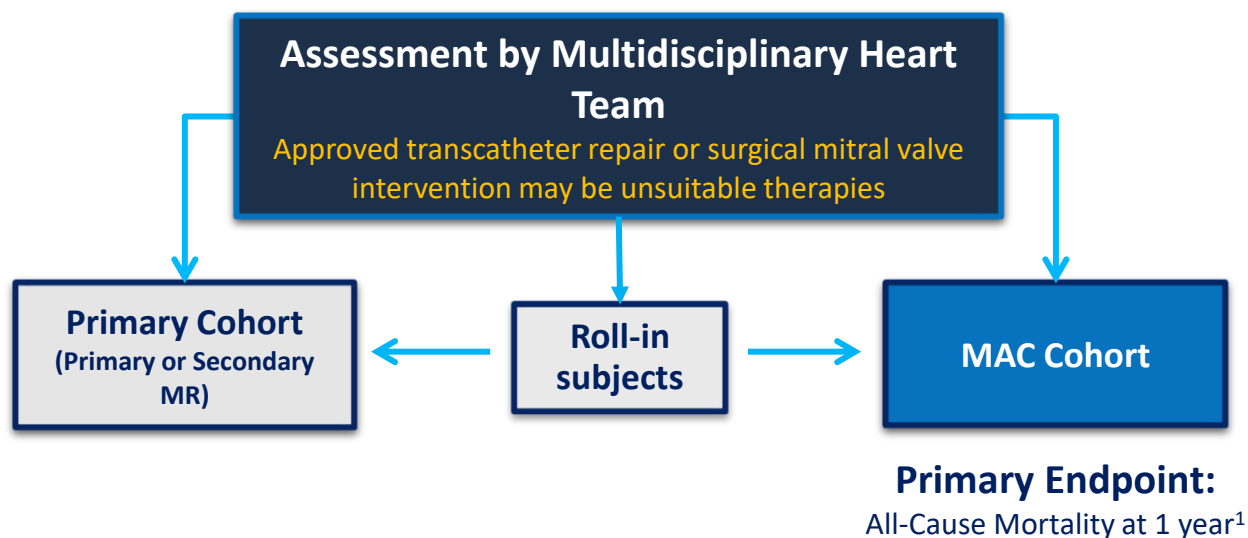 Assessment by Multidisciplinary Heart
Team
Approved transcatheter repair or surgical mitral valve
intervention may be unsuitable therapies
Primary Cohort
(Primary or Secondary
MR)
Roll-in
subjects
MAC Cohort
Primary Endpoint:
All-Cause Mortality at 1 year¹